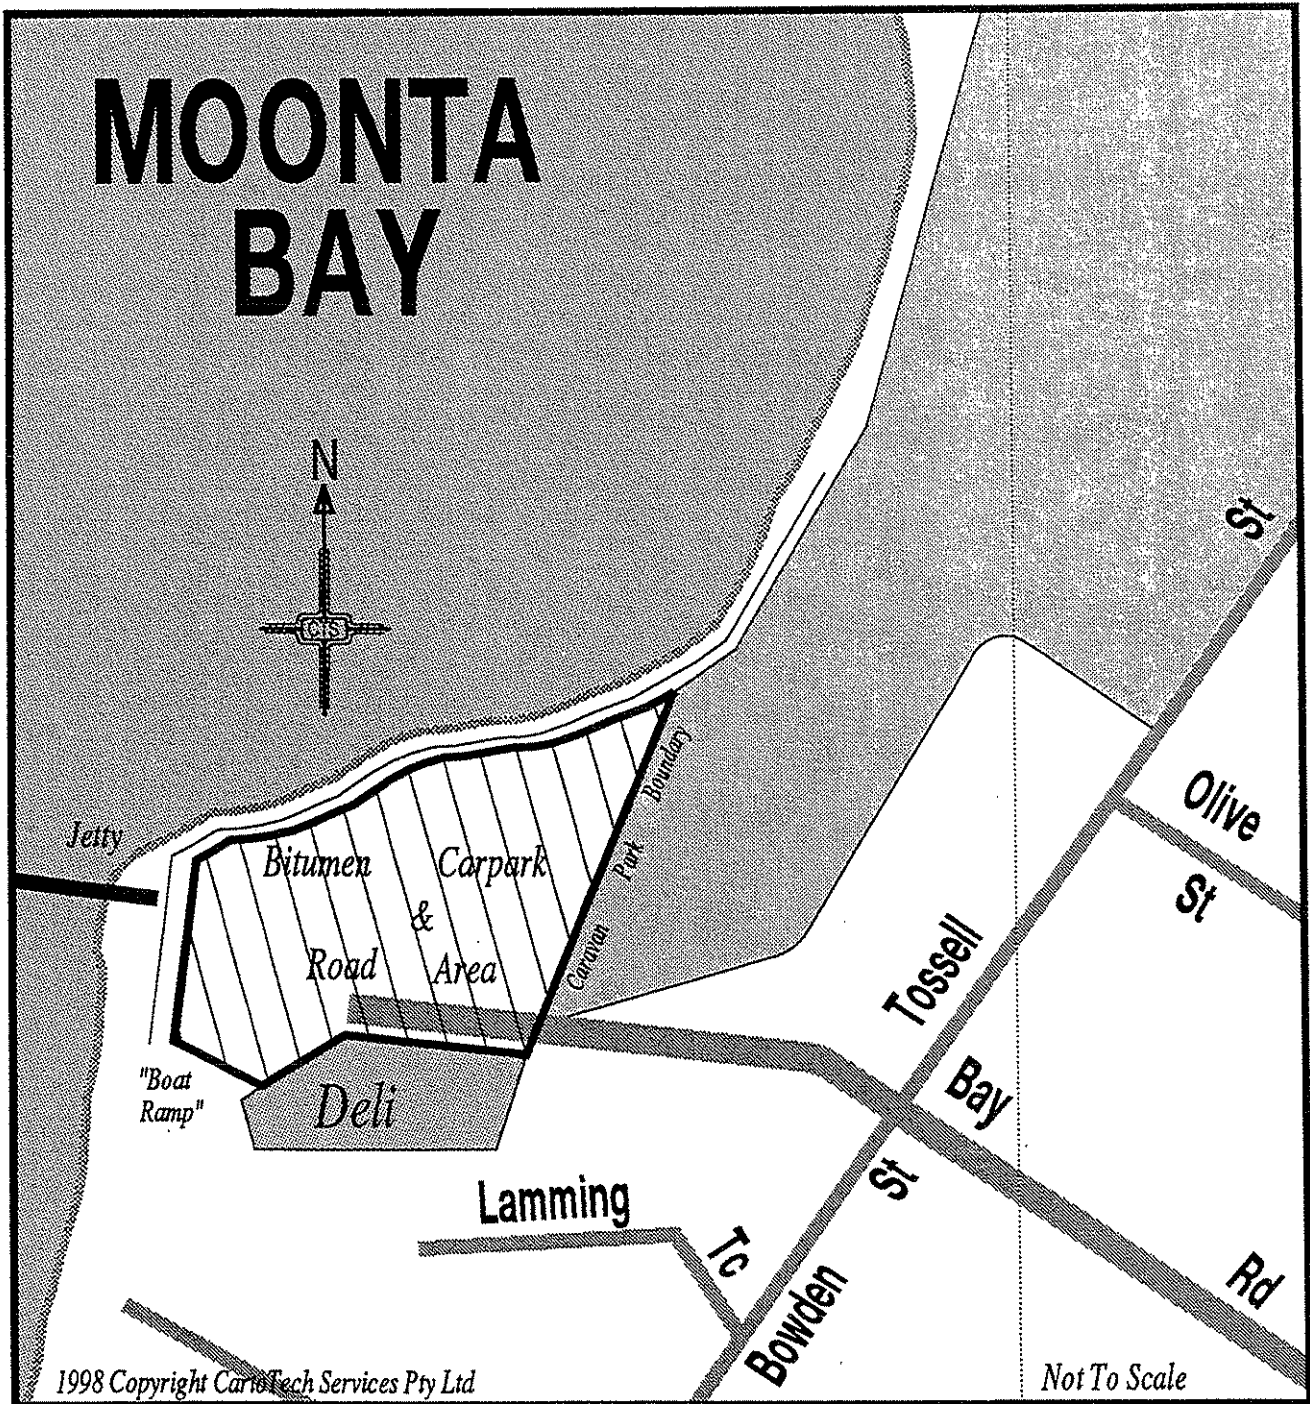 MOONTA
BAY
N
CTS
St
Boundary
Park
Caravan
Olive
St
Jetty
Bitumen Carpark
&
Road Area
Tossell
"Boat
Ramp"
Deli
Bay
St
Lamming
Tc
Bowden
Rd
1998 Copyright CartoTech Services Pty Ltd
Not To Scale